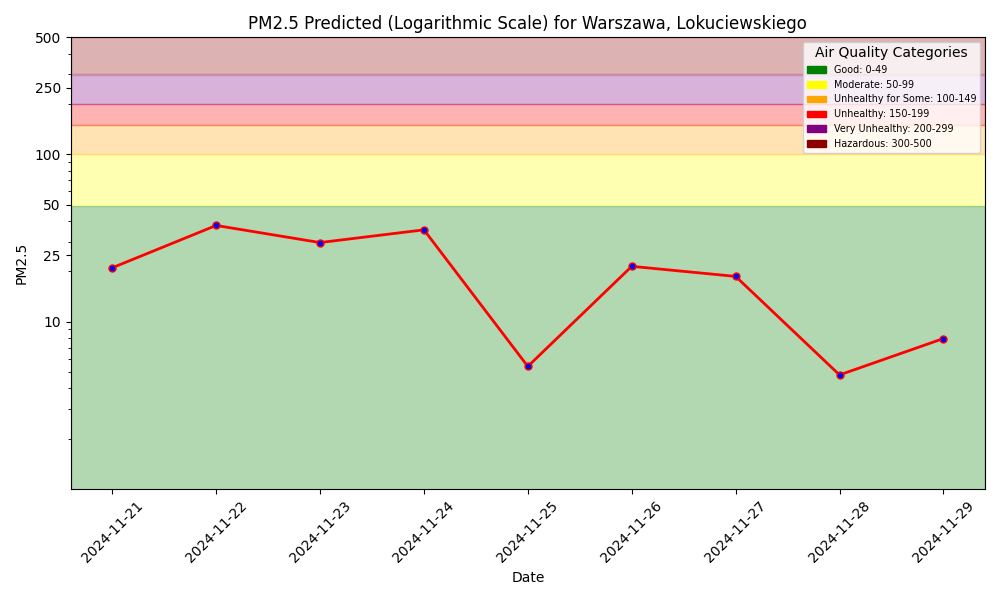 PM2.5 Predicted (Logarithmic Scale) for Warszawa, Lokuciewskiego
Air Quality Categories
Good: 0-49
Moderate: 50-99
Unhealthy for Some: 100-149
Unhealthy: 150-199
Very Unhealthy: 200-299
Hazardous: 300-500
500
250
100
50
25
10
PM2.5
2024-11-21
2024-11-22
2024-11-23
2024-11-24
2024-11-25
2024-11-26
2024-11-27
2024-11-28
2024-11-29
Date